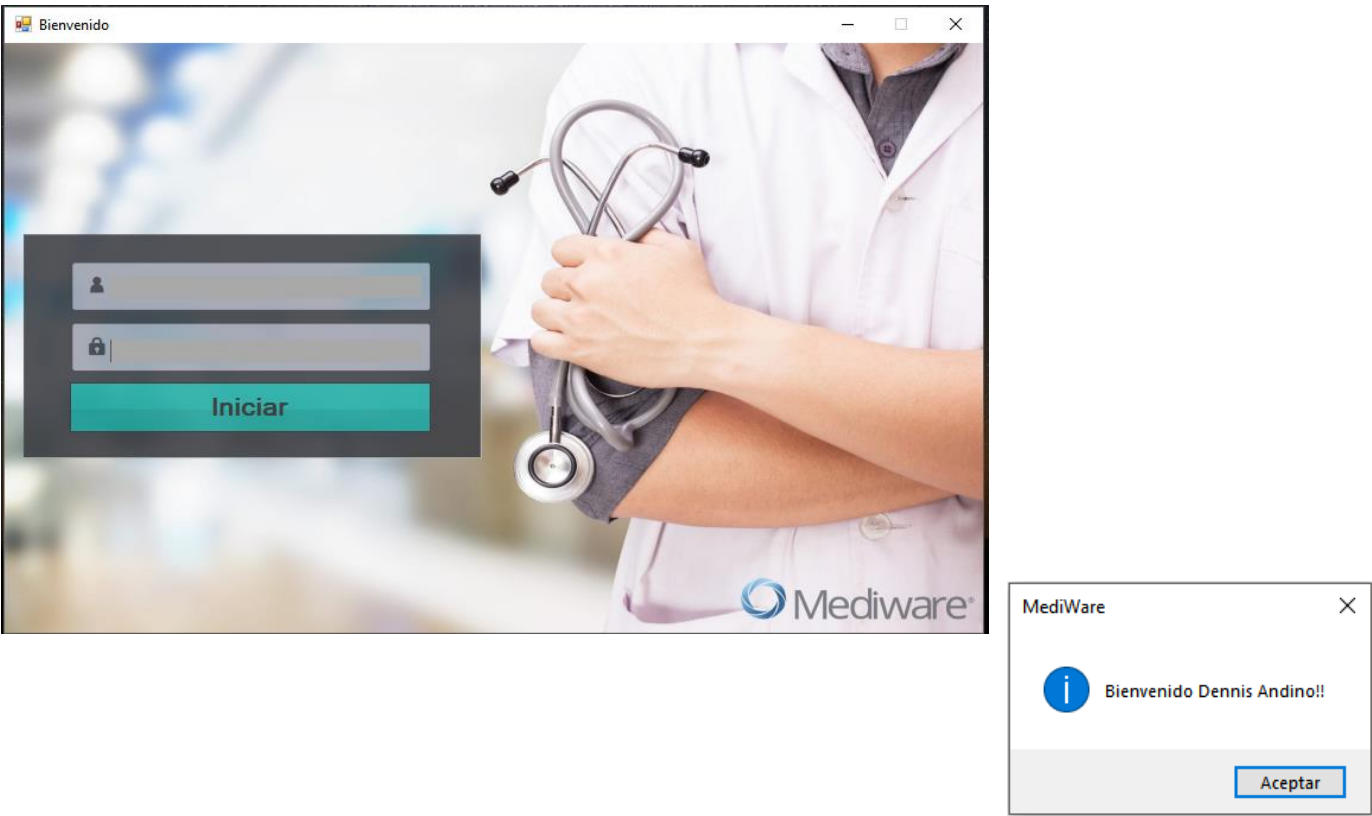 Bienvenido
Iniciar
Mediware®
MediWare
Bienvenido Dennis Andino!!
Aceptar